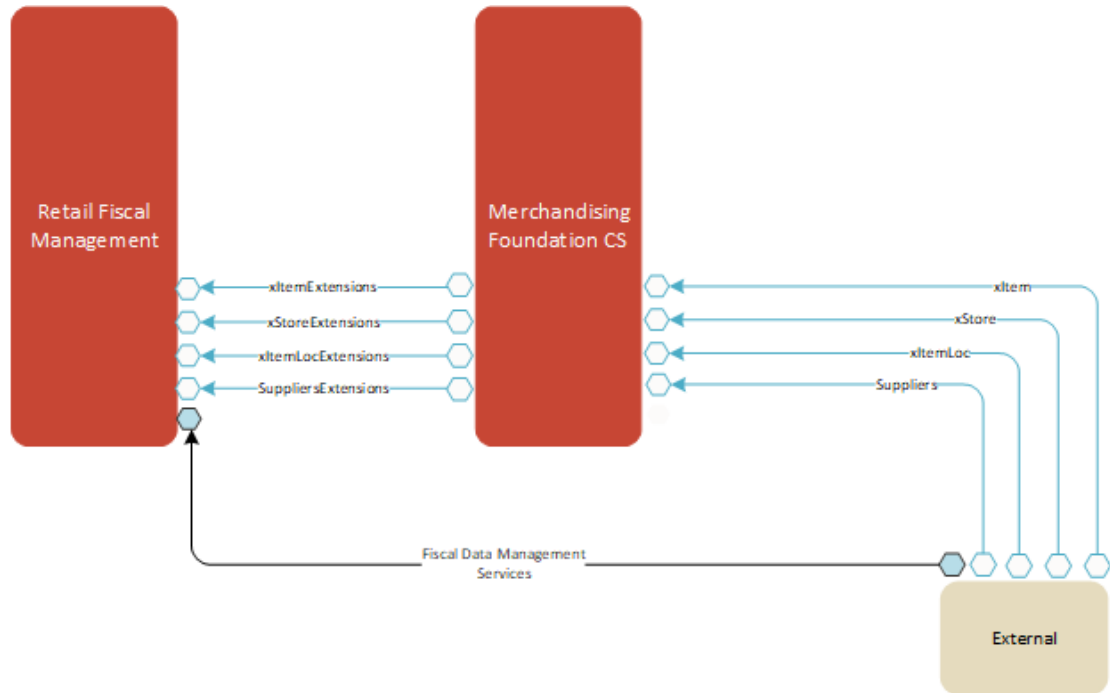 Retail Fiscal
Management
Merchandising
Foundation CS
xItemExtensions
xStoreExtensions
xItemLocExtensions
SuppliersExtensions
xItem
xStore
xItemLoc
Suppliers
Fiscal Data Management
Services
External